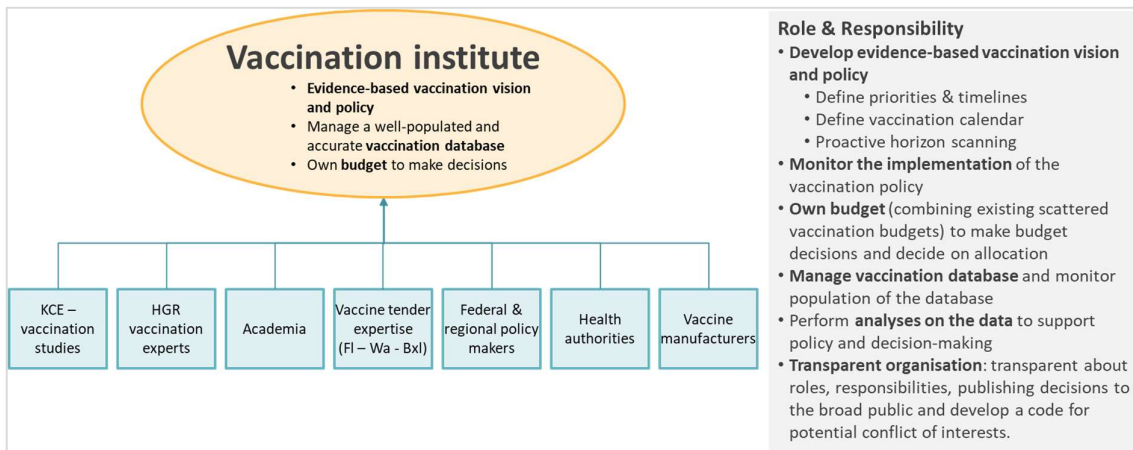 Vaccination institute
• Evidence-based vaccination vision
and policy
• Manage a well-populated and
accurate vaccination database
• Own budget to make decisions
KCE –
vaccination
studies
HGR
vaccination
experts
Academia
Vaccine tender
expertise
(Fl – Wa - Bxl)
Federal &
regional policy
makers
Health
authorities
Vaccine
manufacturers
Role & Responsibility
• Develop evidence-based vaccination vision
and policy
• Define priorities & timelines
• Define vaccination calendar
• Proactive horizon scanning
• Monitor the implementation of the
vaccination policy
• Own budget (combining existing scattered
vaccination budgets) to make budget
decisions and decide on allocation
• Manage vaccination database and monitor
population of the database
• Perform analyses on the data to support
policy and decision-making
• Transparent organisation: transparent about
roles, responsibilities, publishing decisions to
the broad public and develop a code for
potential conflict of interests.